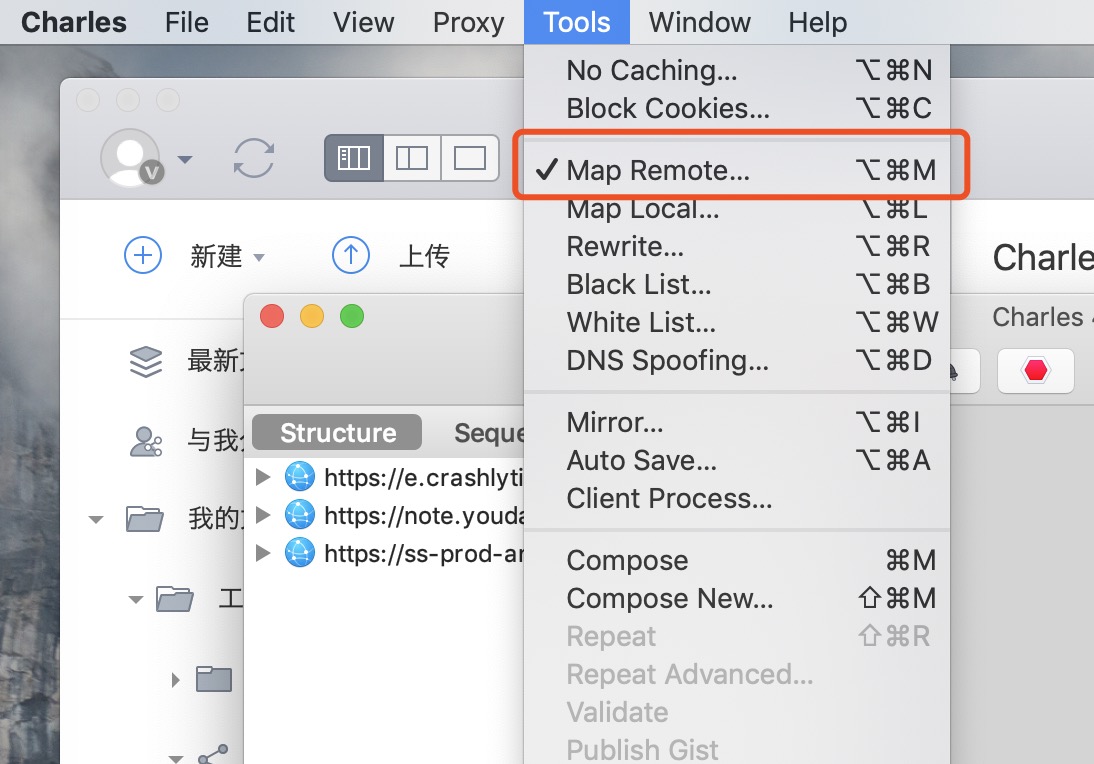 Charles File Edit View Proxy Tools Window Help
No Caching... ⌥⌘N
Block Cookies... ⌥⌘C
✓ Map Remote... ⌥⌘M
Map Local... ⌥⌘L
Rewrite... ⌥⌘R
Black List... ⌥⌘B
White List... ⌥⌘W
DNS Spoofing... ⌥⌘D
Mirror... ⌥⌘I
Auto Save... ⌥⌘A
Client Process...
Compose ⌘M
Compose New... ⇧⌘M
Repeat ⇧⌘R
Repeat Advanced...
Validate
Publish Gist
V
新建 上传
最新
与我
我的
工
Charle
Charles
Structure Seque
https://e.crashlyti
https://note.youda
https://ss-prod-ar